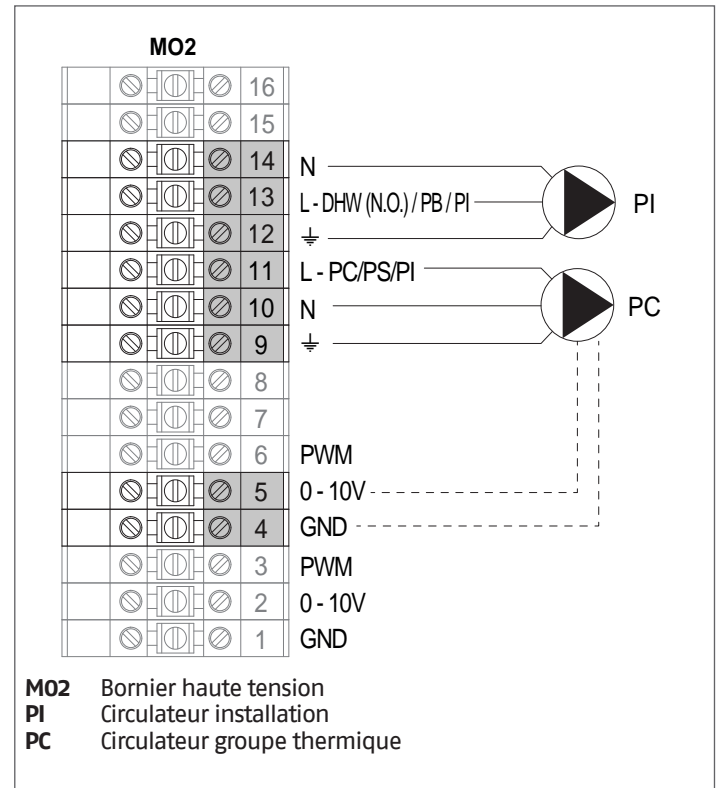 MO2
16
15
14 N
13 L - DHW (N.O.) / PB / PI PI
12 ⏚
11 L - PC/PS/PI
10 N PC
9 ⏚
8
7
6 PWM
5 0 - 10V
4 GND
3 PWM
2 0 - 10V
1 GND
M02 Bornier haute tension
PI Circulateur installation
PC Circulateur groupe thermique